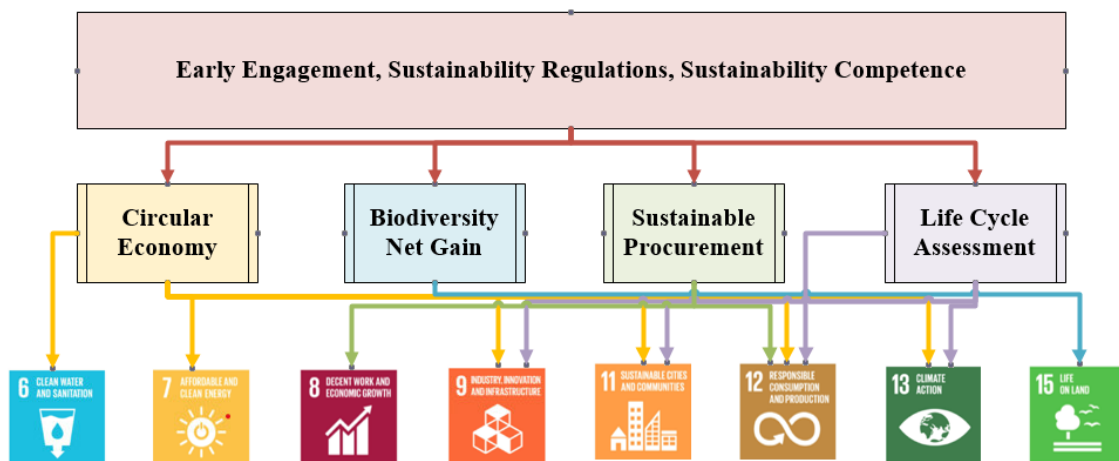 Early Engagement, Sustainability Regulations, Sustainability Competence
Circular
Economy
Biodiversity
Net Gain
Sustainable
Procurement
Life Cycle
Assessment
6 CLEAN WATER
AND SANITATION
7 AFFORDABLE AND
CLEAN ENERGY
8 DECENT WORK AND
ECONOMIC GROWTH
9 INDUSTRY, INNOVATION
AND INFRASTRUCTURE
11 SUSTAINABLE CITIES
AND COMMUNITIES
12 RESPONSIBLE
CONSUMPTION
AND PRODUCTION
13 CLIMATE
ACTION
15 LIFE
ON LAND